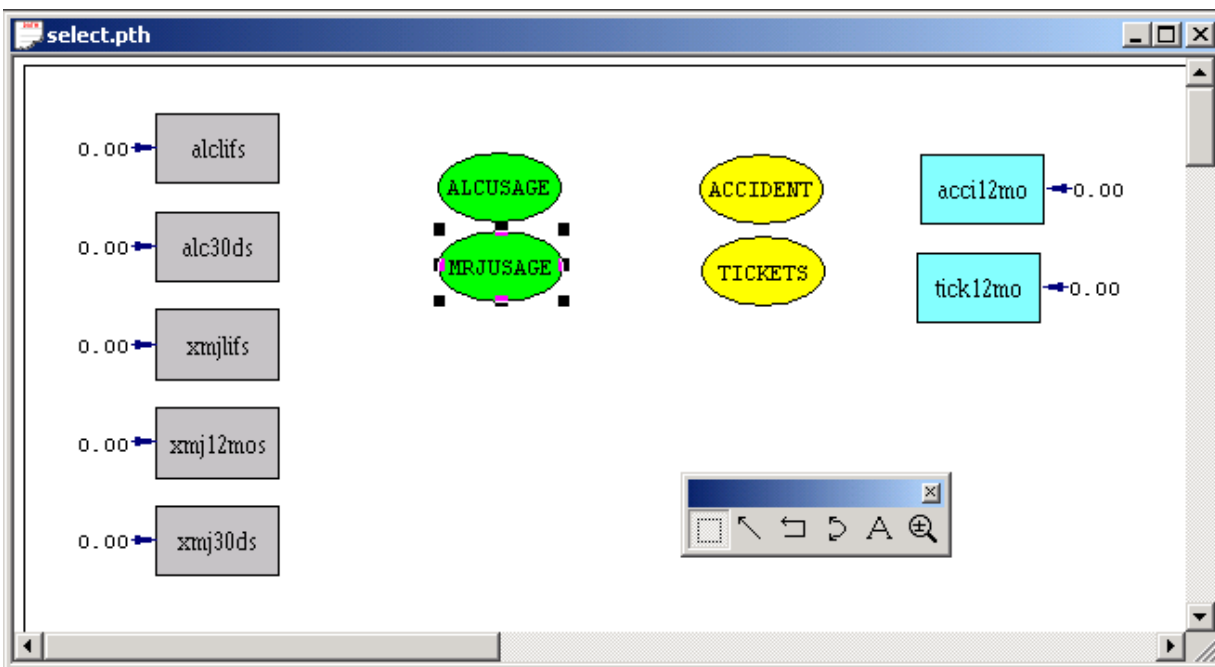 select.pth
0.00 alclifs
ALCUSAGE
ACCIDENT
acci12mo 0.00
0.00 alc30ds
MRJUSAGE
TICKETS
tick12mo 0.00
0.00 xmjlifs
0.00 xmj12mos
0.00 xmj30ds
A